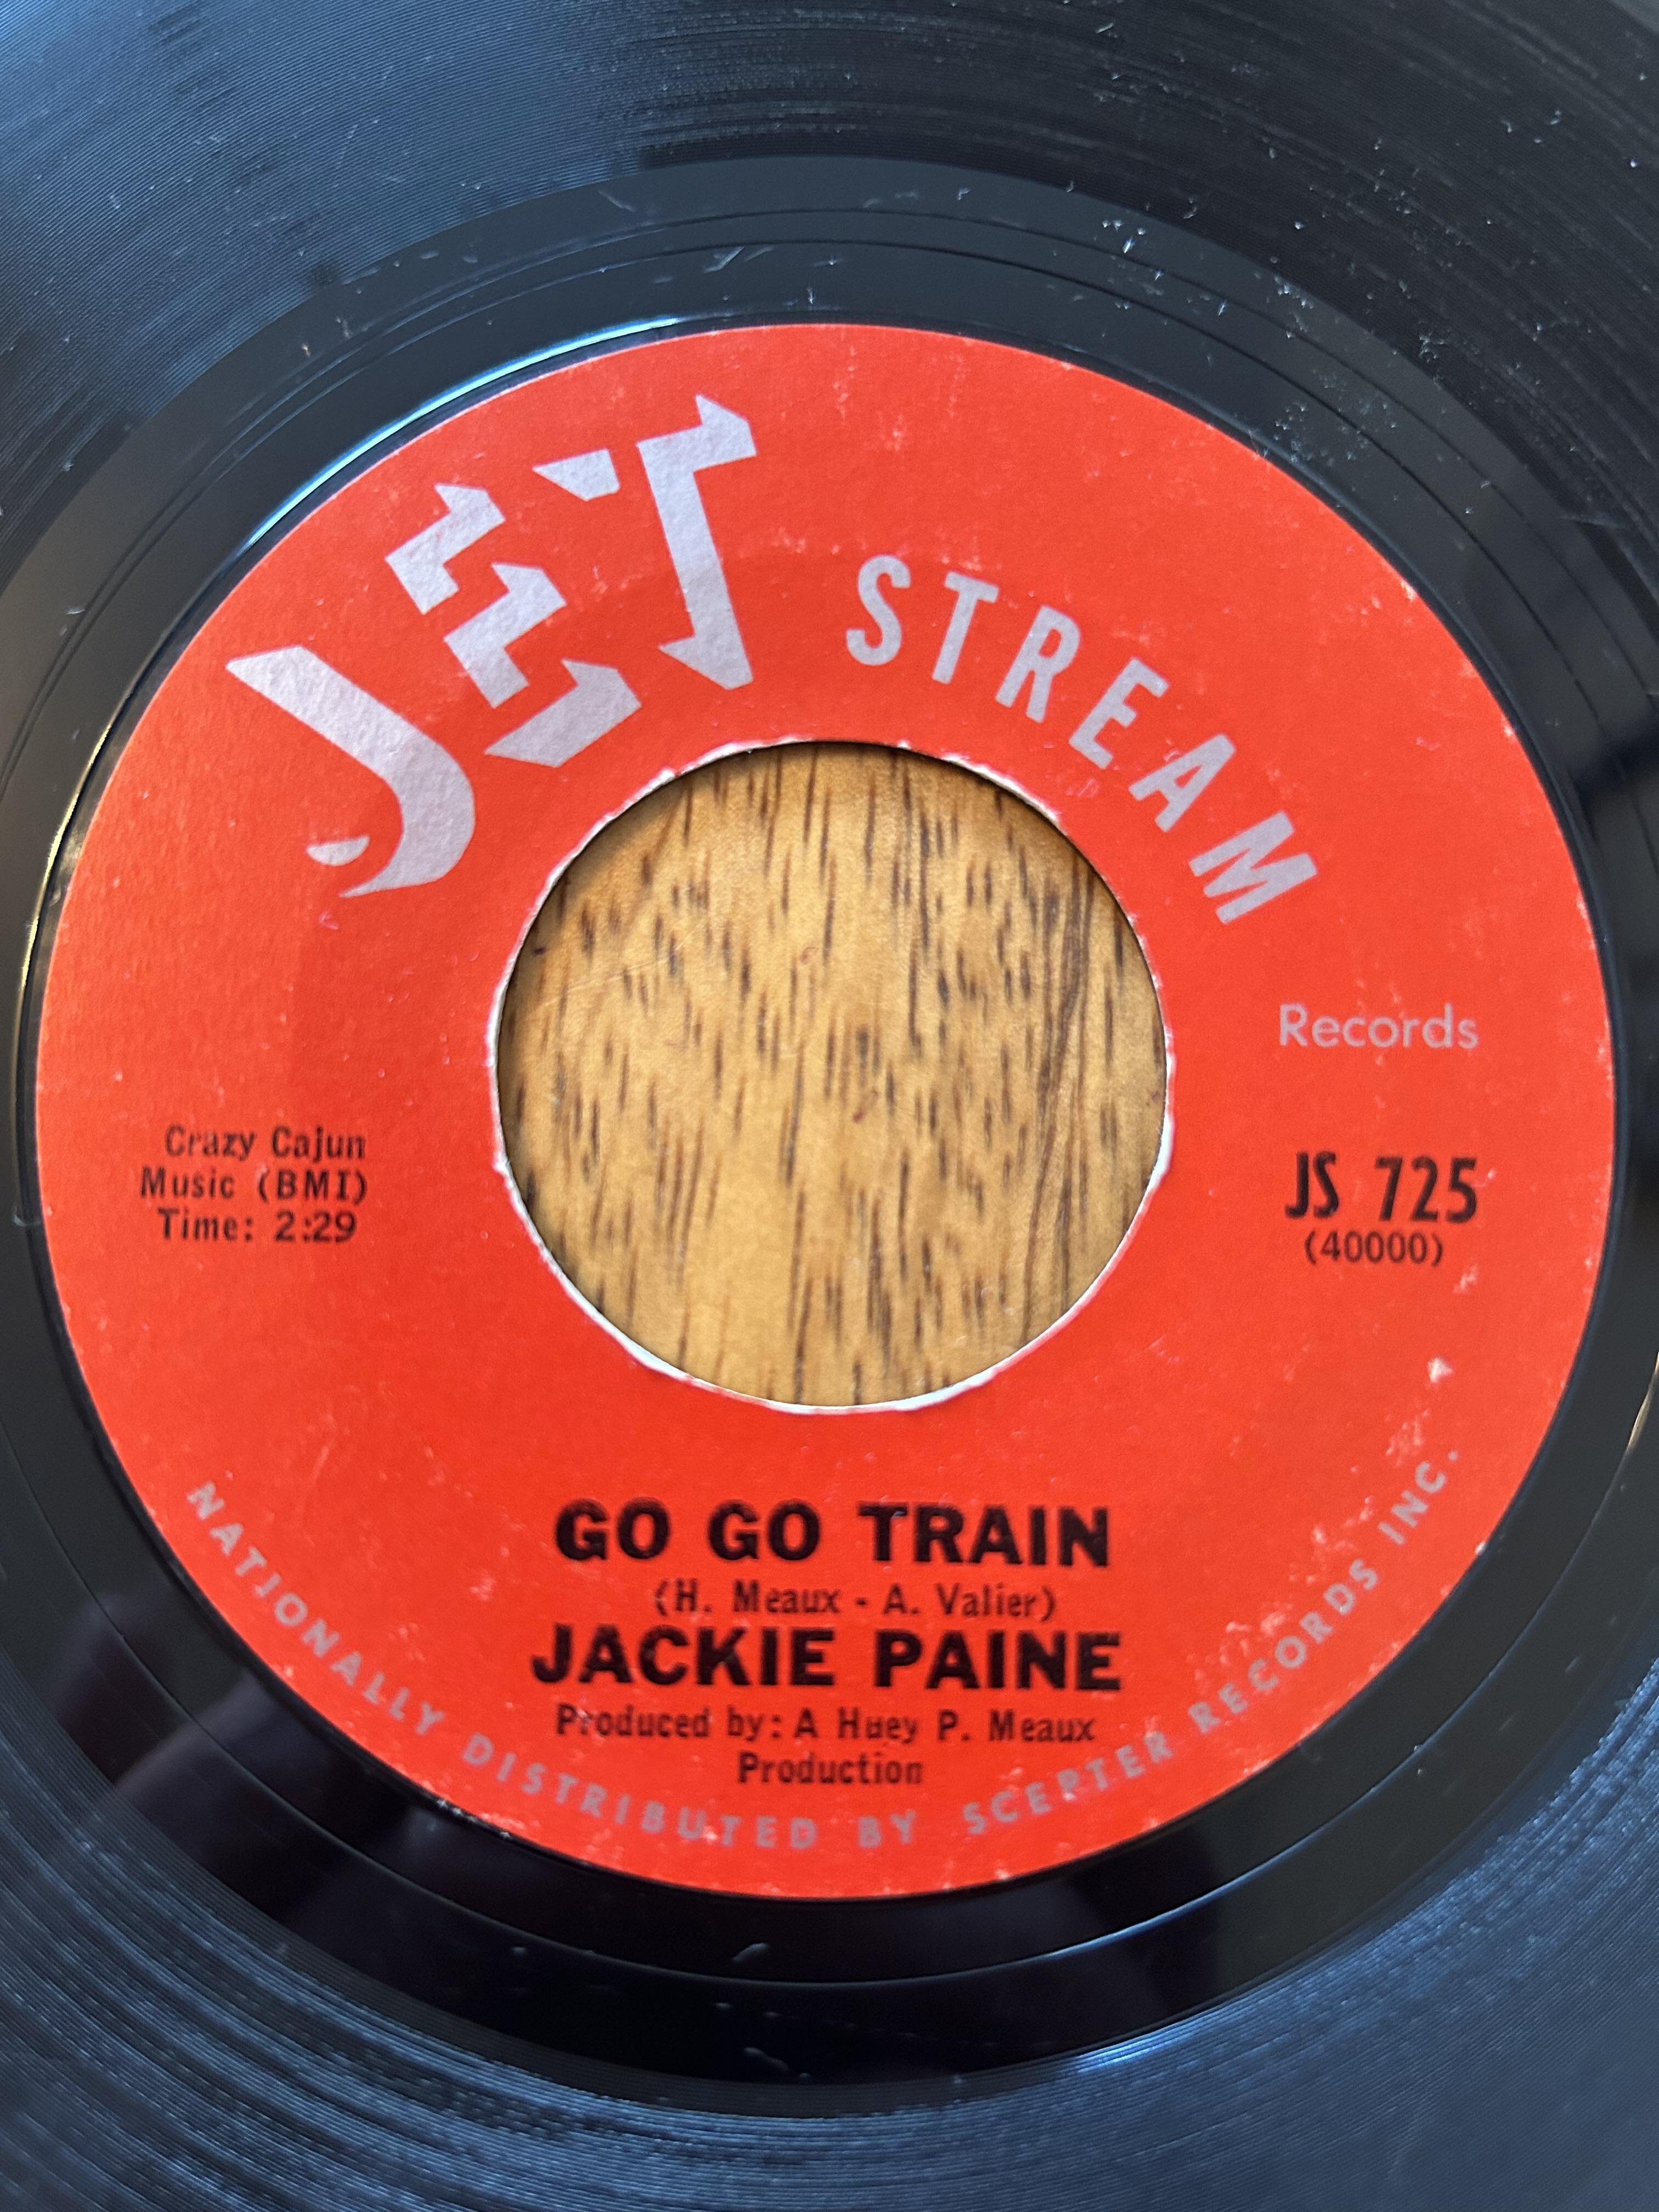 JET STREAM
Records
Crazy Cajun
Music (BMI)
Time: 2:29
JS 725
(40000)
GO GO TRAIN
(H. Meaux - A. Valier)
JACKIE PAINE
Produced by: A Huey P. Meaux
Production
NATIONALLY DISTRIBUTED BY SCEPTER RECORDS INC.